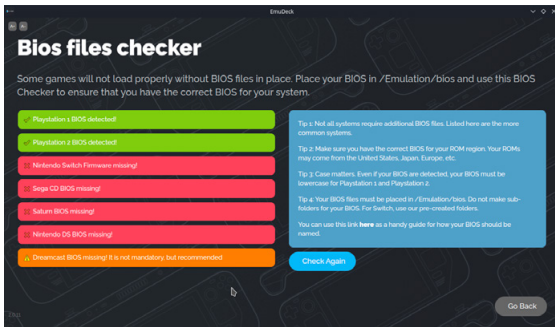 EmuDeck
Bios files checker
Some games will not load properly without BIOS files in place. Place your BIOS in /Emulation/bios and use this BIOS
Checker to ensure that you have the correct BIOS for your system.
Playstation 1 BIOS detected!
Playstation 2 BIOS detected!
Nintendo Switch Firmware missing!
Sega CD BIOS missing!
Saturn BIOS missing!
Nintendo DS BIOS missing!
Dreamcast BIOS missing! It is not mandatory, but recommended
Tip 1: Not all systems require additional BIOS files. Listed here are the more
common systems.
Tip 2: Make sure you have the correct BIOS for your ROM region. Your ROMs
may come from the United States, Japan, Europe, etc.
Tip 3: Case matters. Even if your BIOS are detected, your BIOS must be
lowercase for Playstation 1 and Playstation 2.
Tip 4: Your BIOS files must be placed in /Emulation/bios. Do not make sub-
folders for your BIOS. For Switch, use our pre-created folders.
You can use this link here as a handy guide for how your BIOS should be
named.
Check Again
Go Back